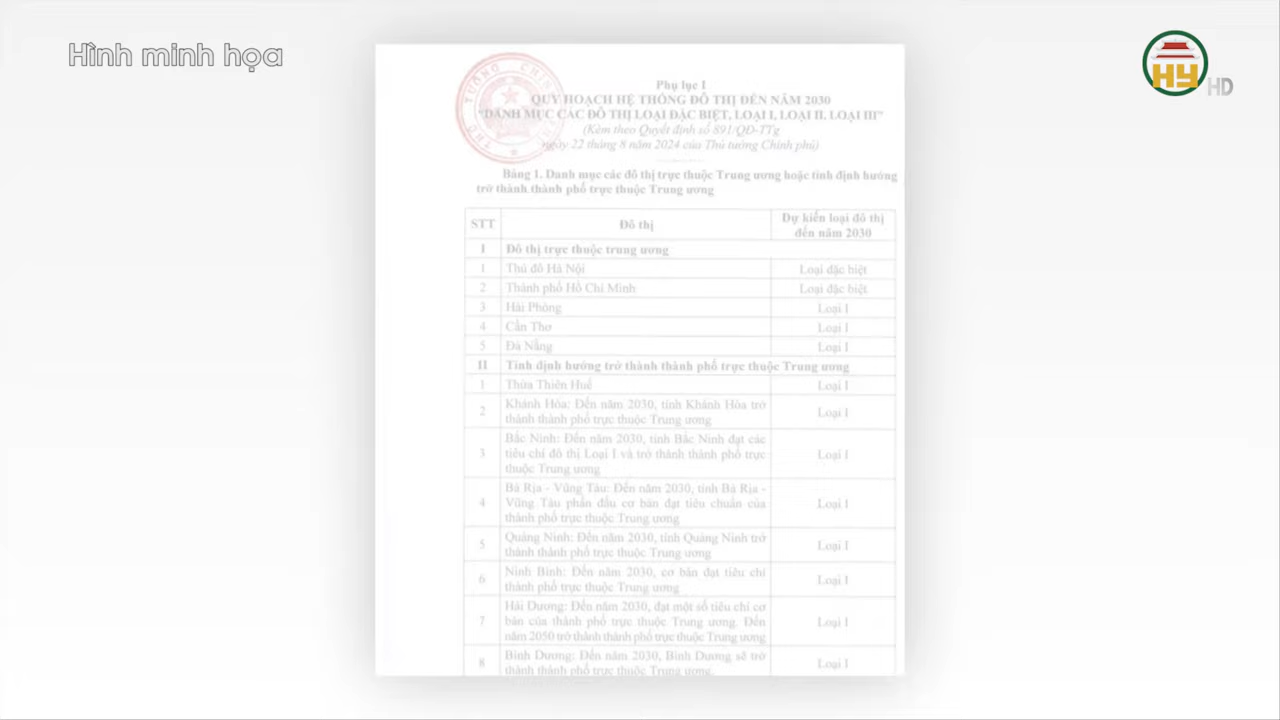 Hình minh họa
HY
HD
Phụ lục I
QUY HOẠCH HỆ THỐNG ĐÔ THỊ ĐẾN NĂM 2030
"DANH MỤC CÁC ĐÔ THỊ LOẠI ĐẶC BIỆT, LOẠI I, LOẠI II. LOẠI III"
(Kèm theo Quyết định số 891/QĐ-TTg
ngày 22 tháng 8 năm 2024 của Thủ tướng Chính phủ)
Bảng 1. Danh mục các đô thị trực thuộc Trung ương hoặc tỉnh định hướng
trở thành thành phố trực thuộc Trung ương
STT Đô thị Dự kiến loại đô thị
đến năm 2030
I Đô thị trực thuộc trung ương
1 Thủ đô Hà Nội Loại đặc biệt
2 Thành phố Hồ Chí Minh Loại đặc biệt
3 Hải Phòng Loại I
4 Cần Thơ Loại I
5 Đà Nẵng Loại I
II Tỉnh định hướng trở thành thành phố trực thuộc Trung ương
1 Thừa Thiên Huế Loại I
2 Khánh Hòa: Đến năm 2030, tỉnh Khánh Hòa trở
thành thành phố trực thuộc Trung ương Loại I
3 Bắc Ninh: Đến năm 2030, tỉnh Bắc Ninh đạt các
tiêu chí đô thị Loại I và trở thành thành phố trực
thuộc Trung ương Loại I
4 Bà Rịa - Vũng Tàu: Đến năm 2030, tỉnh Bà Rịa -
Vũng Tàu phấn đấu cơ bản đạt tiêu chuẩn của
thành phố trực thuộc Trung ương Loại I
5 Quảng Ninh: Đến năm 2030, tỉnh Quảng Ninh trở
thành thành phố trực thuộc Trung ương Loại I
6 Ninh Bình: Đến năm 2030, cơ bản đạt tiêu chí
thành phố trực thuộc Trung ương Loại I
7 Hải Dương: Đến năm 2030, đạt một số tiêu chí cơ
bản của thành phố trực thuộc Trung ương. Đến
năm 2050 trở thành thành phố trực thuộc Trung ương Loại I
8 Bình Dương: Đến năm 2030, Bình Dương sẽ trở
thành thành phố trực thuộc Trung ương. Loại I